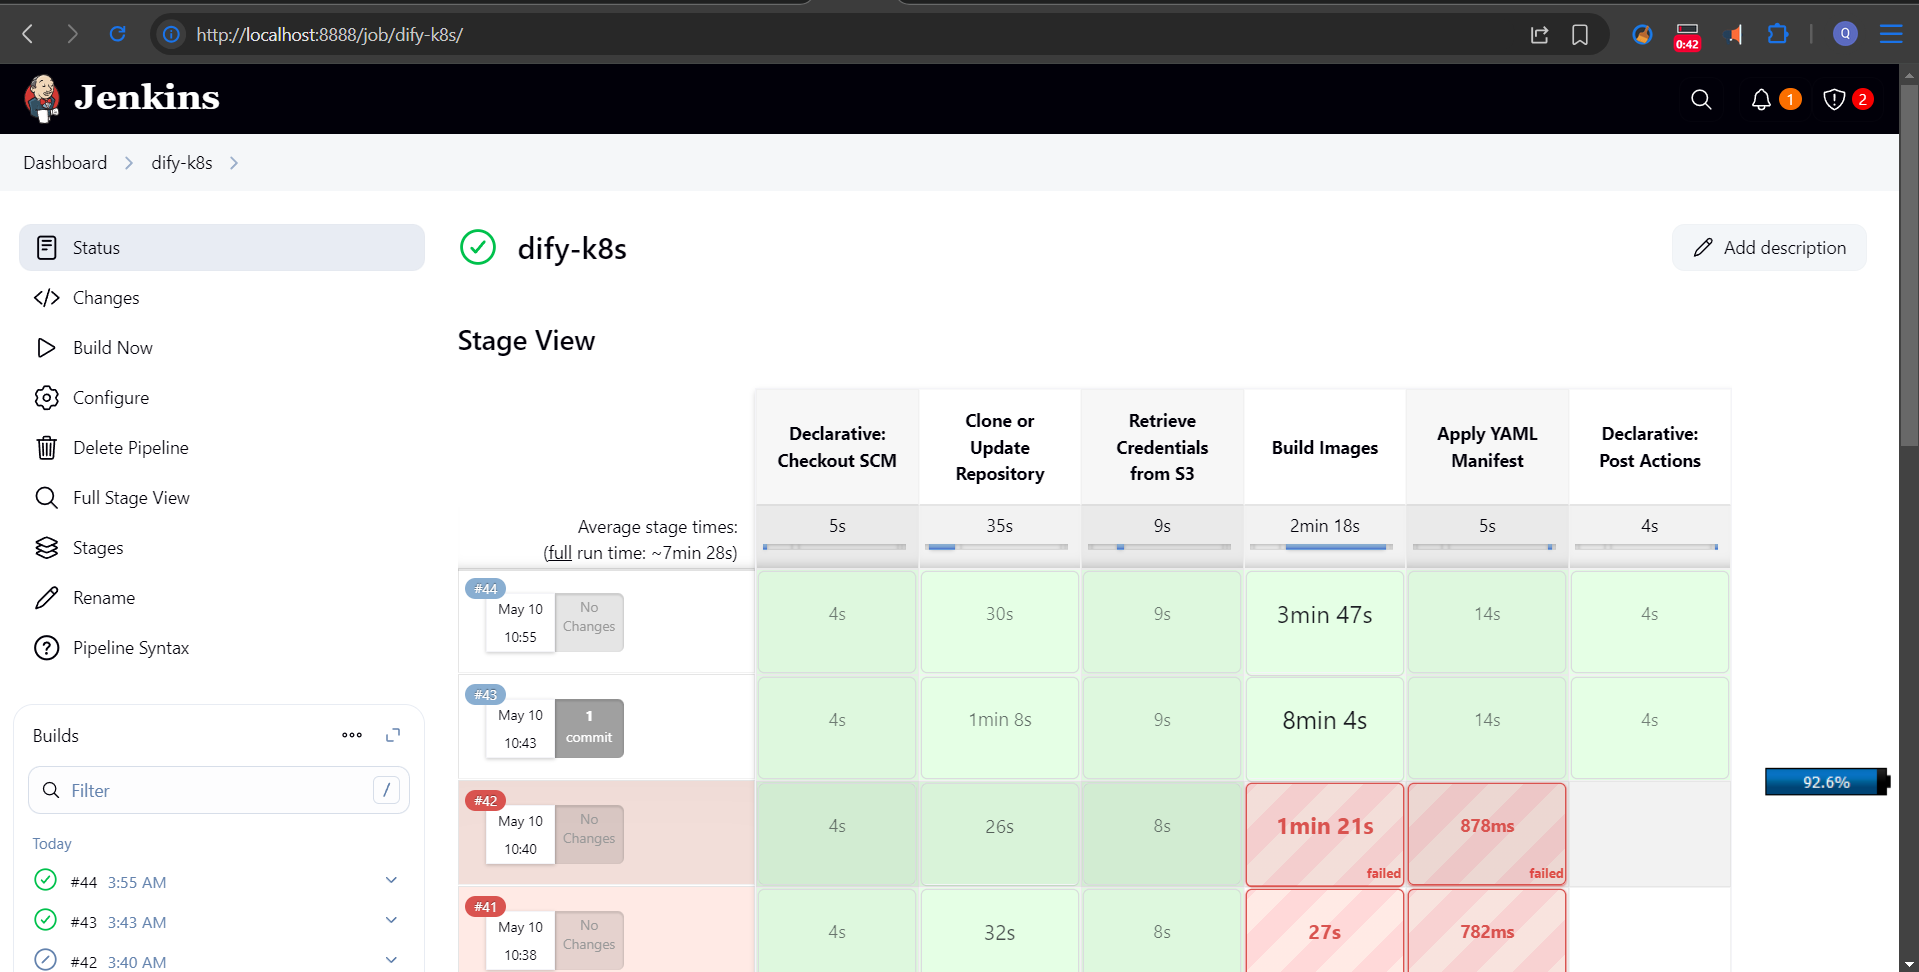 http://localhost:8888/job/dify-k8s/
0:42
Q
Jenkins
1
2
Dashboard
dify-k8s
Status
Changes
Build Now
Configure
Delete Pipeline
Full Stage View
Stages
Rename
Pipeline Syntax
Builds
Filter
/
Today
#44 3:55 AM
#43 3:43 AM
#42 3:40 AM
dify-k8s
Add description
Stage View
Declarative:
Checkout SCM
Clone or
Update
Repository
Retrieve
Credentials
from S3
Build Images
Apply YAML
Manifest
Declarative:
Post Actions
Average stage times:
(full run time: ~7min 28s)
5s
35s
9s
2min 18s
5s
4s
#44
May 10
10:55
No
Changes
4s
30s
9s
3min 47s
14s
4s
#43
May 10
10:43
1
commit
4s
1min 8s
9s
8min 4s
14s
4s
#42
May 10
10:40
No
Changes
4s
26s
8s
1min 21s
failed
878ms
failed
#41
May 10
10:38
No
Changes
4s
32s
8s
27s
782ms
92.6%